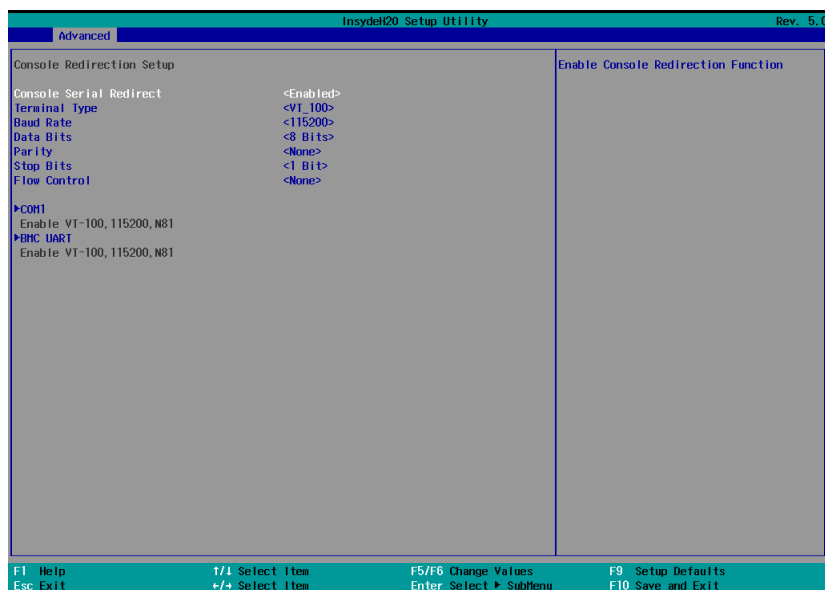 InsydeH2O Setup Utility Rev. 5.0
Advanced
Console Redirection Setup
Enable Console Redirection Function
Console Serial Redirect <Enabled>
Terminal Type <VT_100>
Baud Rate <115200>
Data Bits <8 Bits>
Parity <None>
Stop Bits <1 Bit>
Flow Control <None>
►COM1
Enable VT-100,115200,N81
►BMC UART
Enable VT-100,115200,N81
F1 Help ↑/↓ Select Item F5/F6 Change Values F9 Setup Defaults
Esc Exit ←/→ Select Item Enter Select ► SubMenu F10 Save and Exit